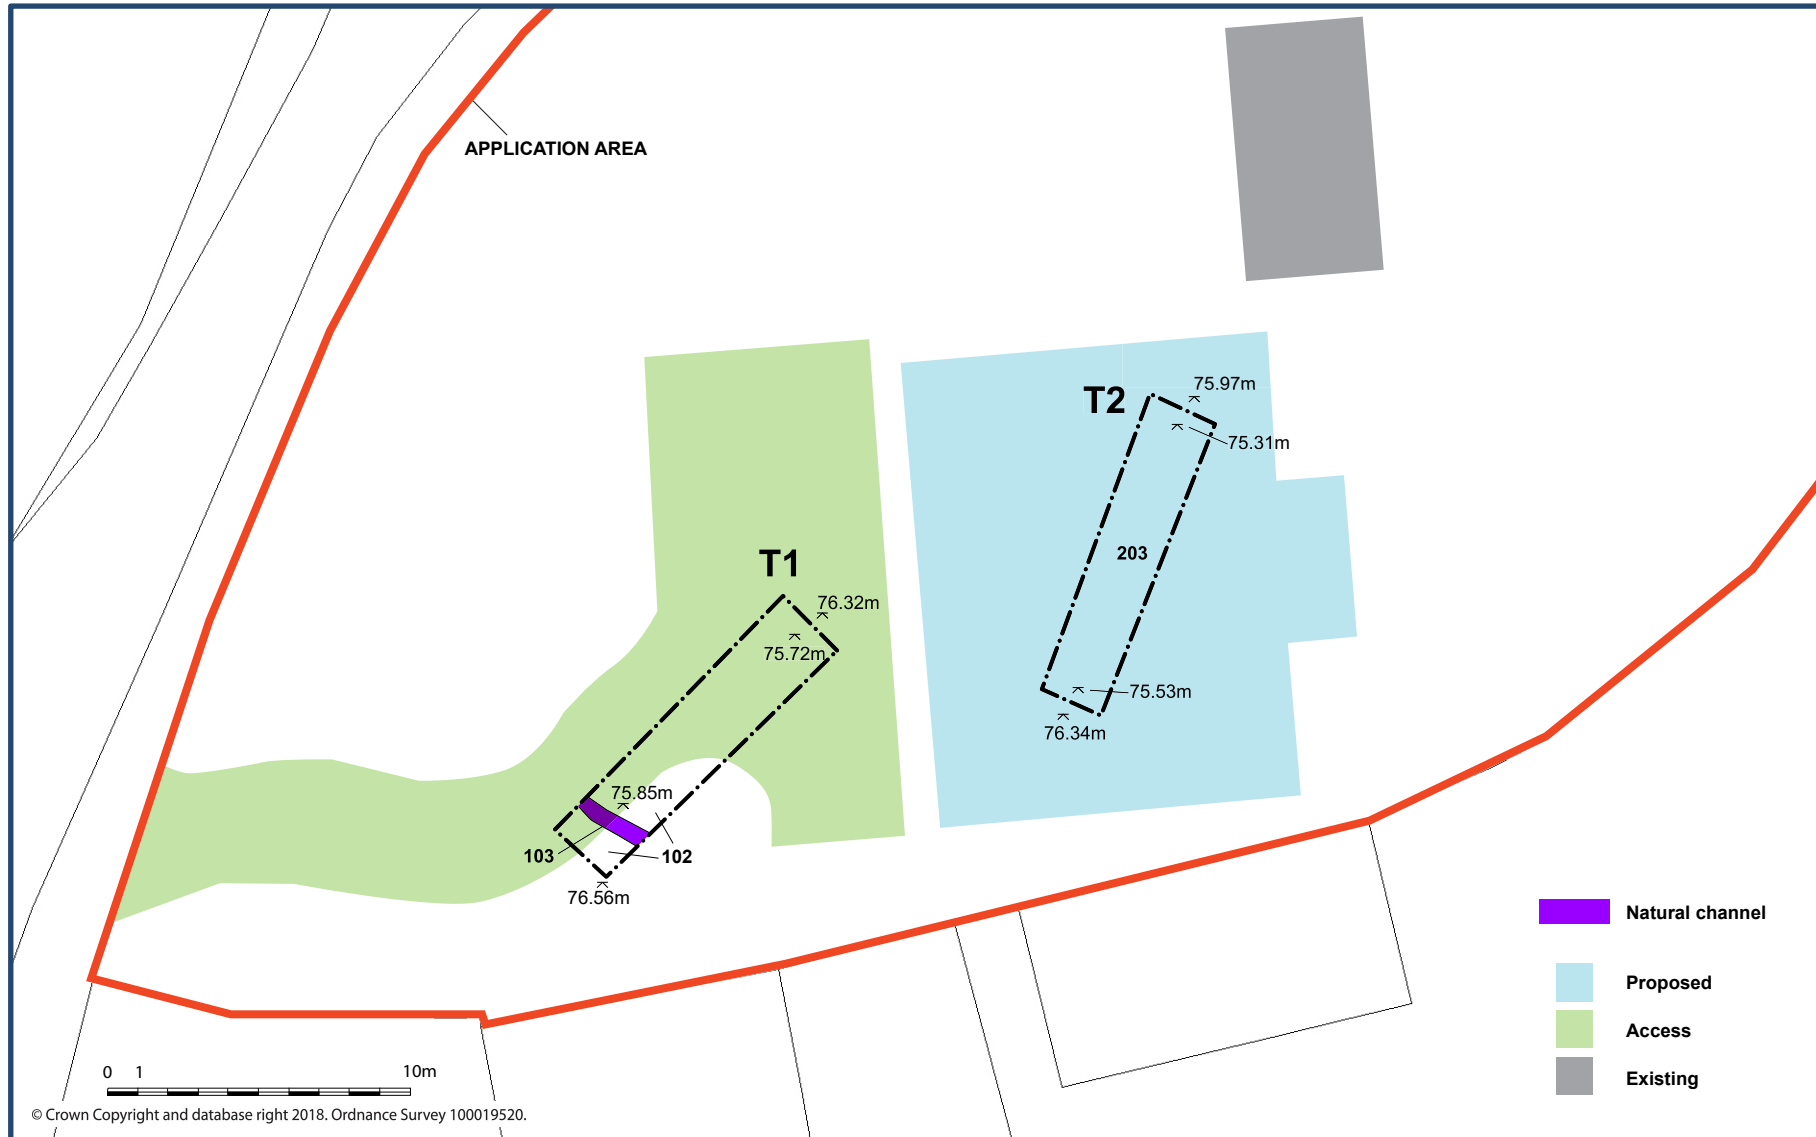 APPLICATION AREA
T2
75.97m
75.31m
203
T1
76.32m
75.72m
75.53m
76.34m
75.85m
103
102
76.56m
Natural channel
Proposed
Access
Existing
0 1 10m
© Crown Copyright and database right 2018. Ordnance Survey 100019520.